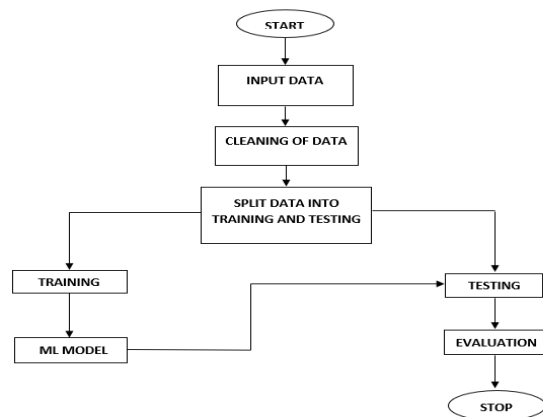 START
INPUT DATA
CLEANING OF DATA
SPLIT DATA INTO
TRAINING AND TESTING
TRAINING
TESTING
ML MODEL
EVALUATION
STOP